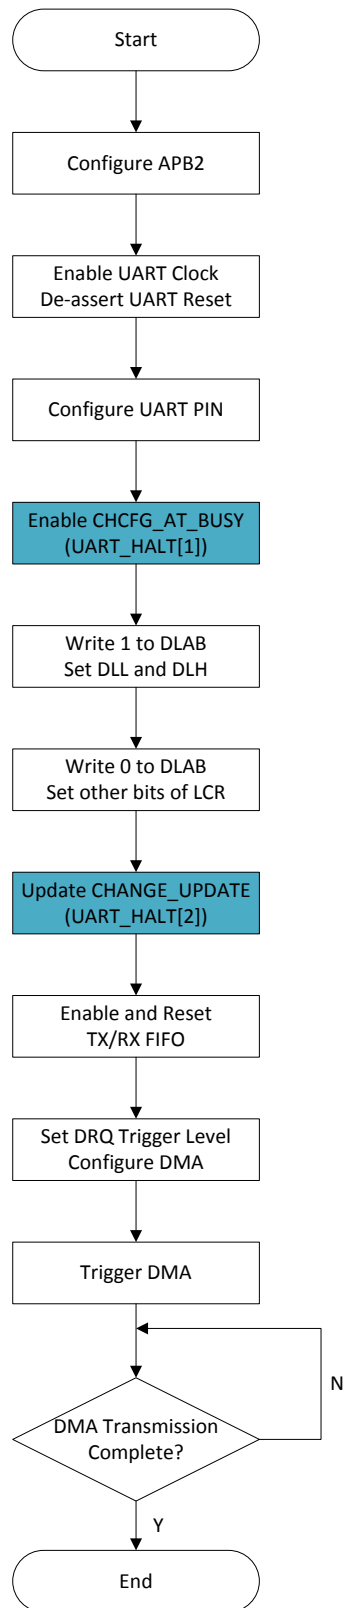 Start
Configure APB2
Enable UART Clock
De-assert UART Reset
Configure UART PIN
Enable CHCFG_AT_BUSY
(UART_HALT[1])
Write 1 to DLAB
Set DLL and DLH
Write 0 to DLAB
Set other bits of LCR
Update CHANGE_UPDATE
(UART_HALT[2])
Enable and Reset
TX/RX FIFO
Set DRQ Trigger Level
Configure DMA
Trigger DMA
N
DMA Transmission
Complete?
Y
End